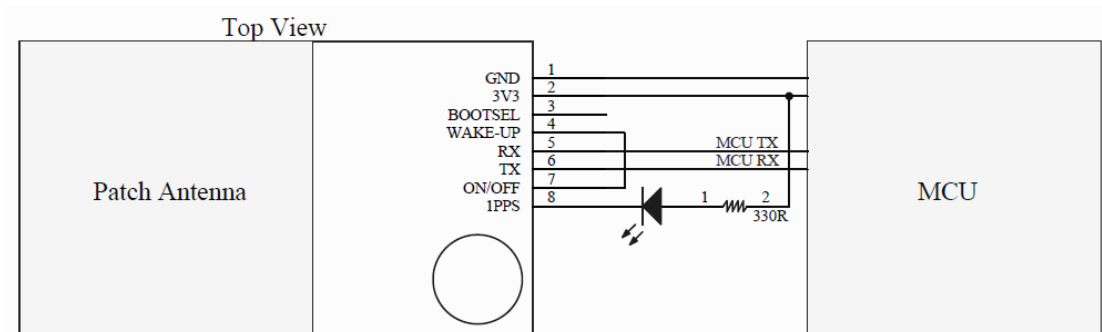 Top View
GND 1
3V3 2
BOOTSEL 3
WAKE-UP 4
RX 5 MCU TX
TX 6 MCU RX
ON/OFF 7
1PPS 8 1 2
330R
Patch Antenna
MCU